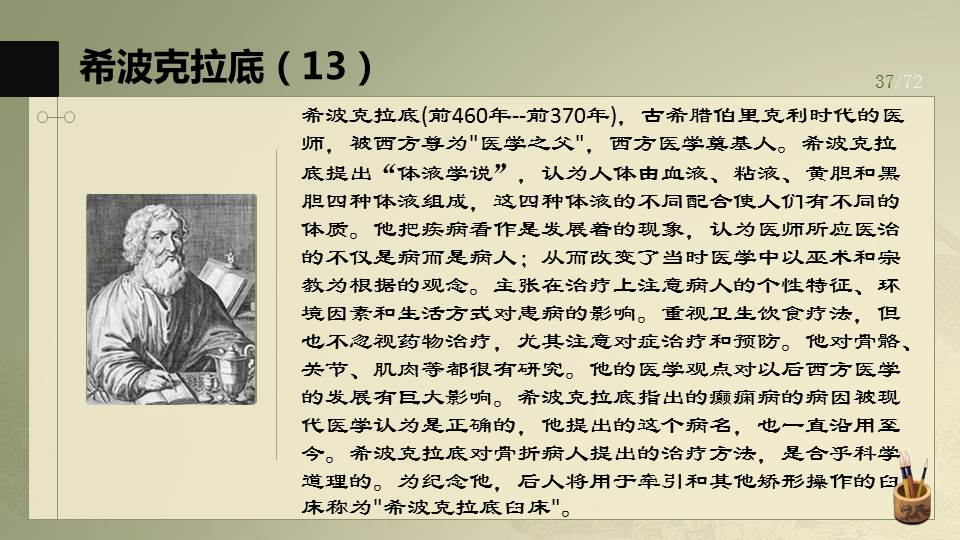 希波克拉底（13）
37/72
希波克拉底(前460年--前370年)，古希腊伯里克利时代的医
师，被西方尊为"医学之父"，西方医学奠基人。希波克拉
底提出“体液学说”，认为人体由血液、粘液、黄胆和黑
胆四种体液组成，这四种体液的不同配合使人们有不同的
体质。他把疾病看作是发展着的现象，认为医师所应医治
的不仅是病而是病人；从而改变了当时医学中以巫术和宗
教为根据的观念。主张在治疗上注意病人的个性特征、环
境因素和生活方式对患病的影响。重视卫生饮食疗法，但
也不忽视药物治疗，尤其注意对症治疗和预防。他对骨骼、
关节、肌肉等都很有研究。他的医学观点对以后西方医学
的发展有巨大影响。希波克拉底指出的癫痫病的病因被现
代医学认为是正确的，他提出的这个病名，也一直沿用至
今。希波克拉底对骨折病人提出的治疗方法，是合乎科学
道理的。为纪念他，后人将用于牵引和其他矫形操作的臼
床称为"希波克拉底臼床"。